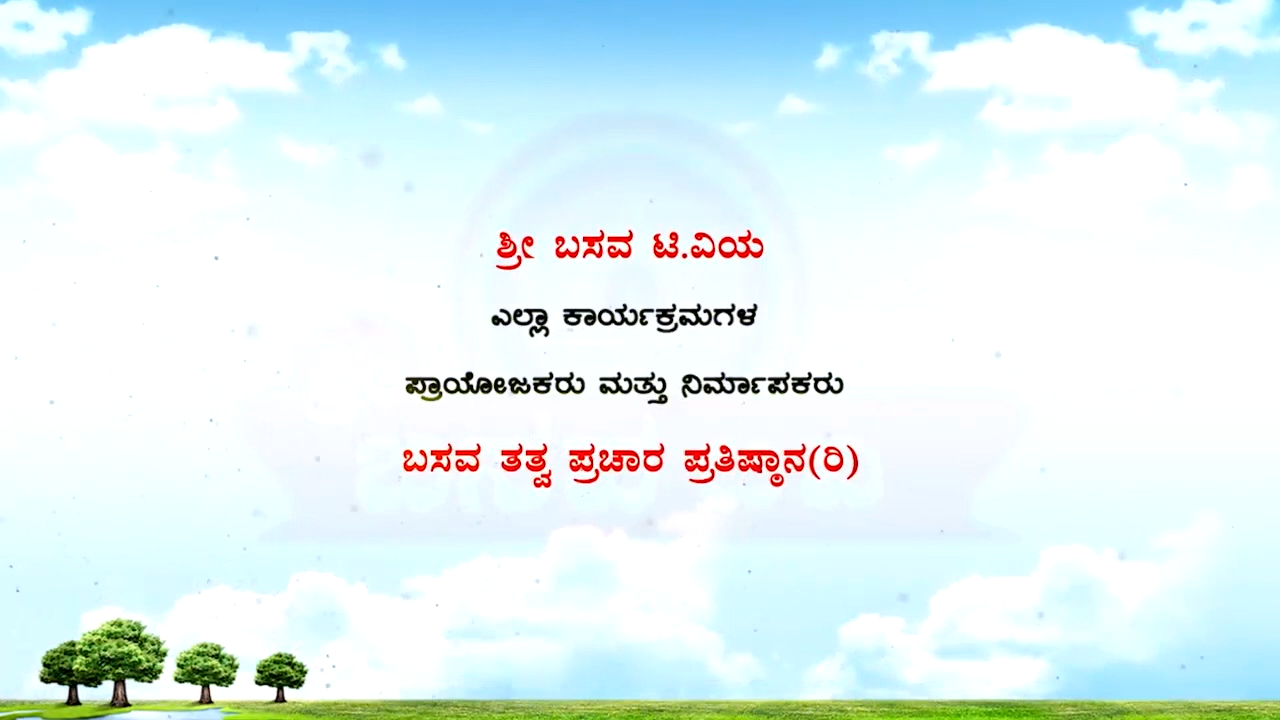 ಶ್ರೀ ಬಸವ ಟಿ.ವಿಯ
ಎಲ್ಲಾ ಕಾರ್ಯಕ್ರಮಗಳ
ಪ್ರಾಯೋಜಕರು ಮತ್ತು ನಿರ್ಮಾಪಕರು
ಬಸವ ತತ್ವ ಪ್ರಚಾರ ಪ್ರತಿಷ್ಠಾನ(ರಿ)